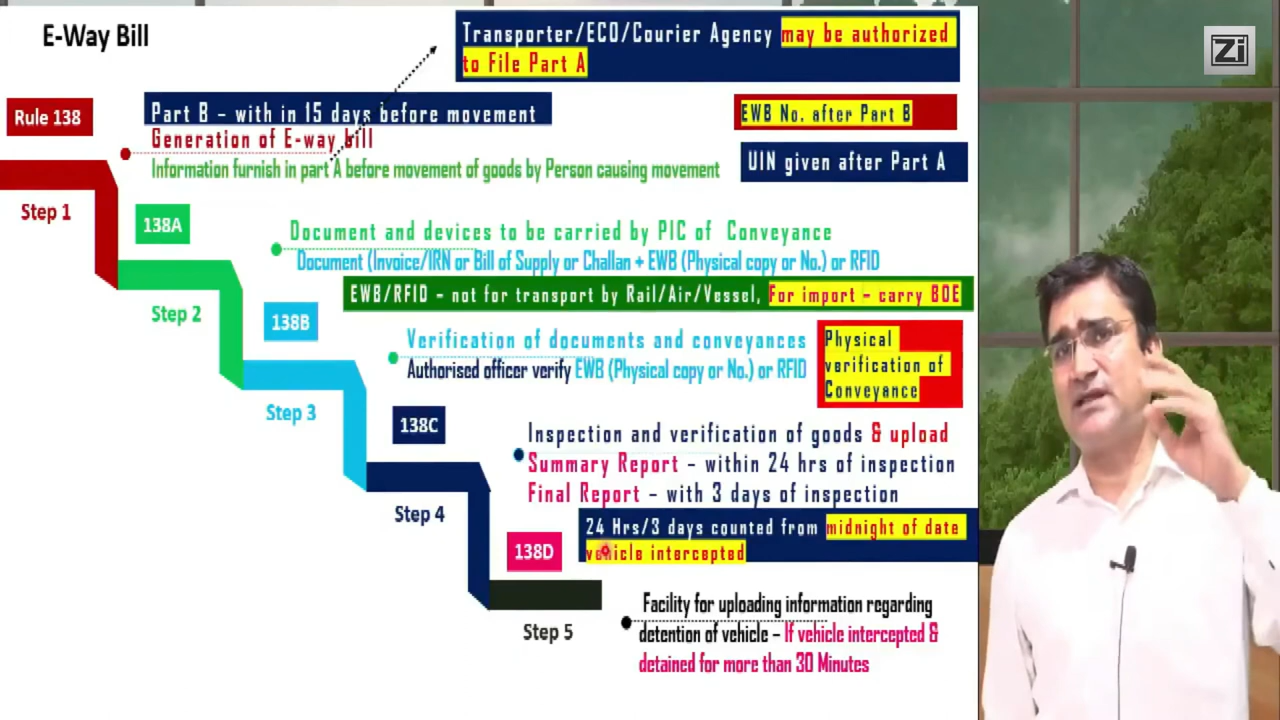 E-Way Bill
Transporter/ECO/Courier Agency may be authorized
to File Part A
Rule 138
Part B – with in 15 days before movement
Generation of E-way bill
Information furnish in part A before movement of goods by Person causing movement
EWB No. after Part B
UIN given after Part A
Step 1
138A
Document and devices to be carried by PIC of Conveyance
Document (Invoice/IRN or Bill of Supply or Challan + EWB (Physical copy or No.) or RFID
EWB/RFID – not for transport by Rail/Air/Vessel, For import – carry BOE
Step 2
138B
Verification of documents and conveyances
Authorised officer verify EWB (Physical copy or No.) or RFID
Physical
verification of
Conveyance
Step 3
138C
Inspection and verification of goods & upload
Summary Report – within 24 hrs of inspection
Final Report – with 3 days of inspection
24 Hrs/3 days counted from midnight of date
vehicle intercepted
Step 4
138D
Facility for uploading information regarding
detention of vehicle – If vehicle intercepted &
detained for more than 30 Minutes
Step 5
Zi